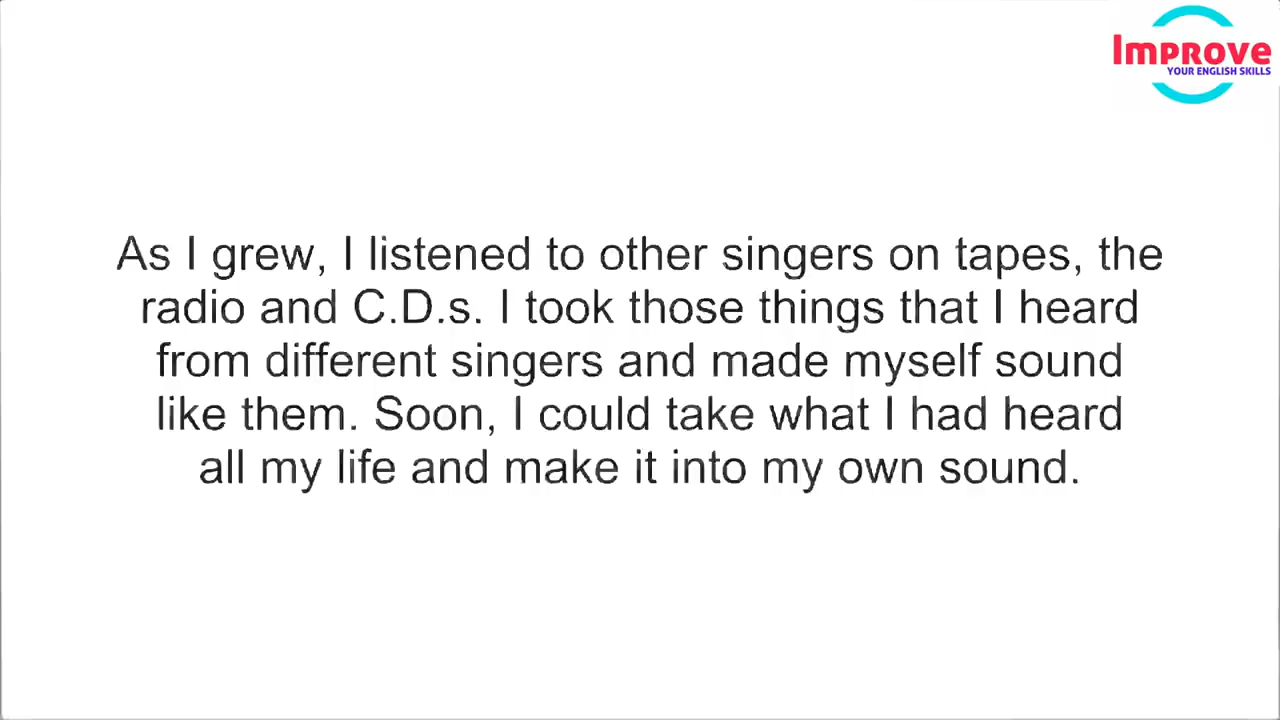 Improve
YOUR ENGLISH SKILLS
As I grew, I listened to other singers on tapes, the
radio and C.D.s. I took those things that I heard
from different singers and made myself sound
like them. Soon, I could take what I had heard
all my life and make it into my own sound.